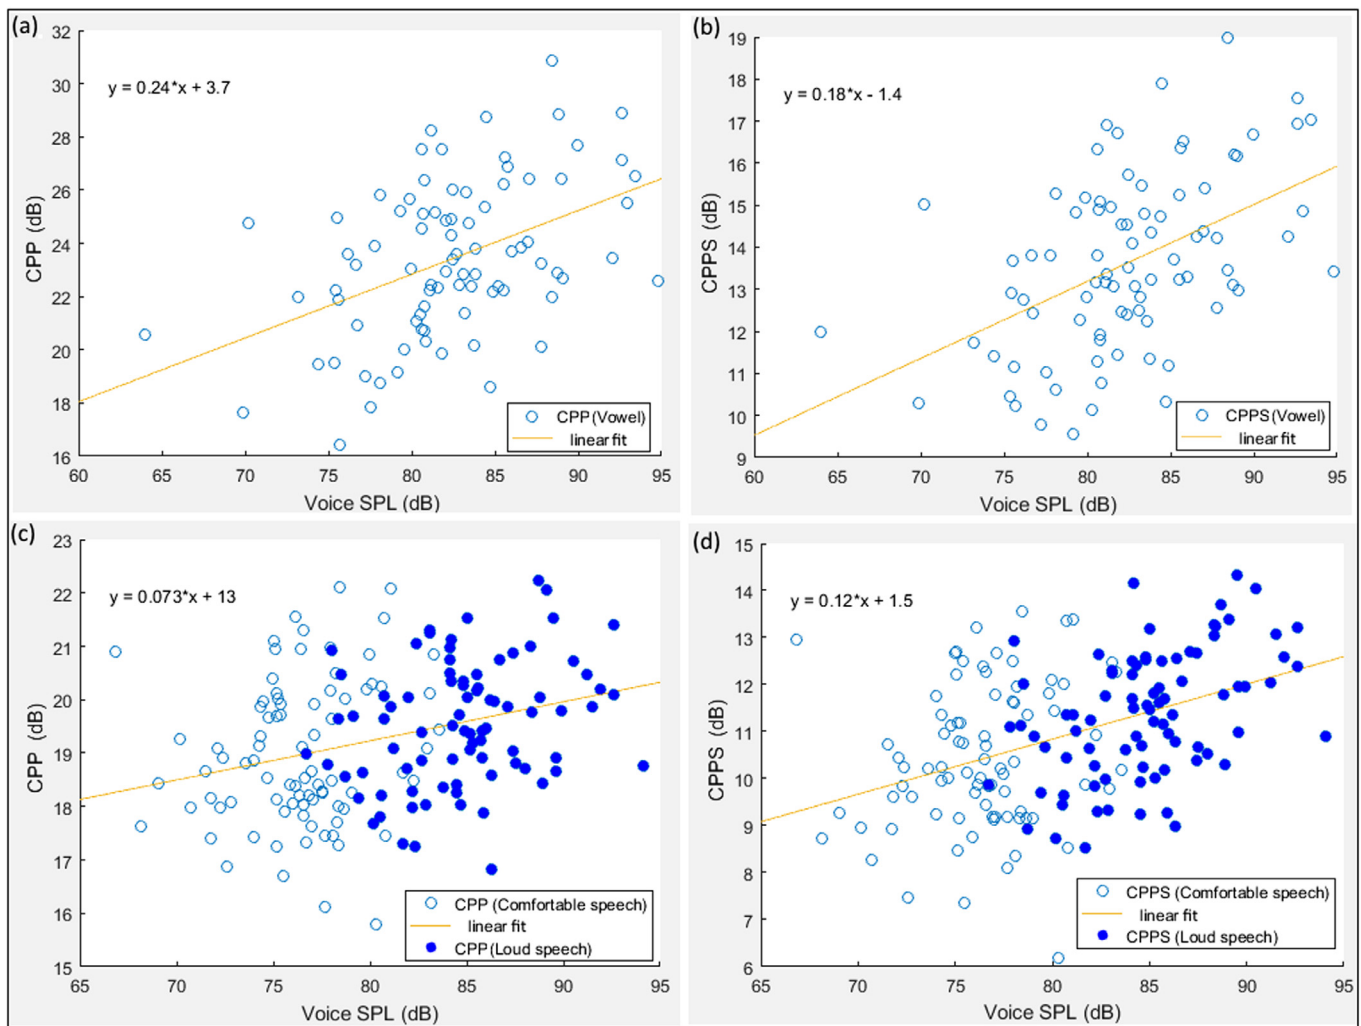 (a)
32
30
28
26
24
22
20
18
16
CPP (dB)
y = 0.24*x + 3.7
CPP (Vowel)
linear fit
60 65 70 75 80 85 90 95
Voice SPL (dB)
(b)
19
18
17
16
15
14
13
12
11
10
9
CPPS (dB)
y = 0.18*x - 1.4
CPPS (Vowel)
linear fit
60 65 70 75 80 85 90 95
Voice SPL (dB)
(c)
23
22
21
20
19
18
17
16
15
CPP (dB)
y = 0.073*x + 13
CPP (Comfortable speech)
linear fit
CPP (Loud speech)
65 70 75 80 85 90 95
Voice SPL (dB)
(d)
15
14
13
12
11
10
9
8
7
6
CPPS (dB)
y = 0.12*x + 1.5
CPPS (Comfortable speech)
linear fit
CPPS (Loud speech)
65 70 75 80 85 90 95
Voice SPL (dB)